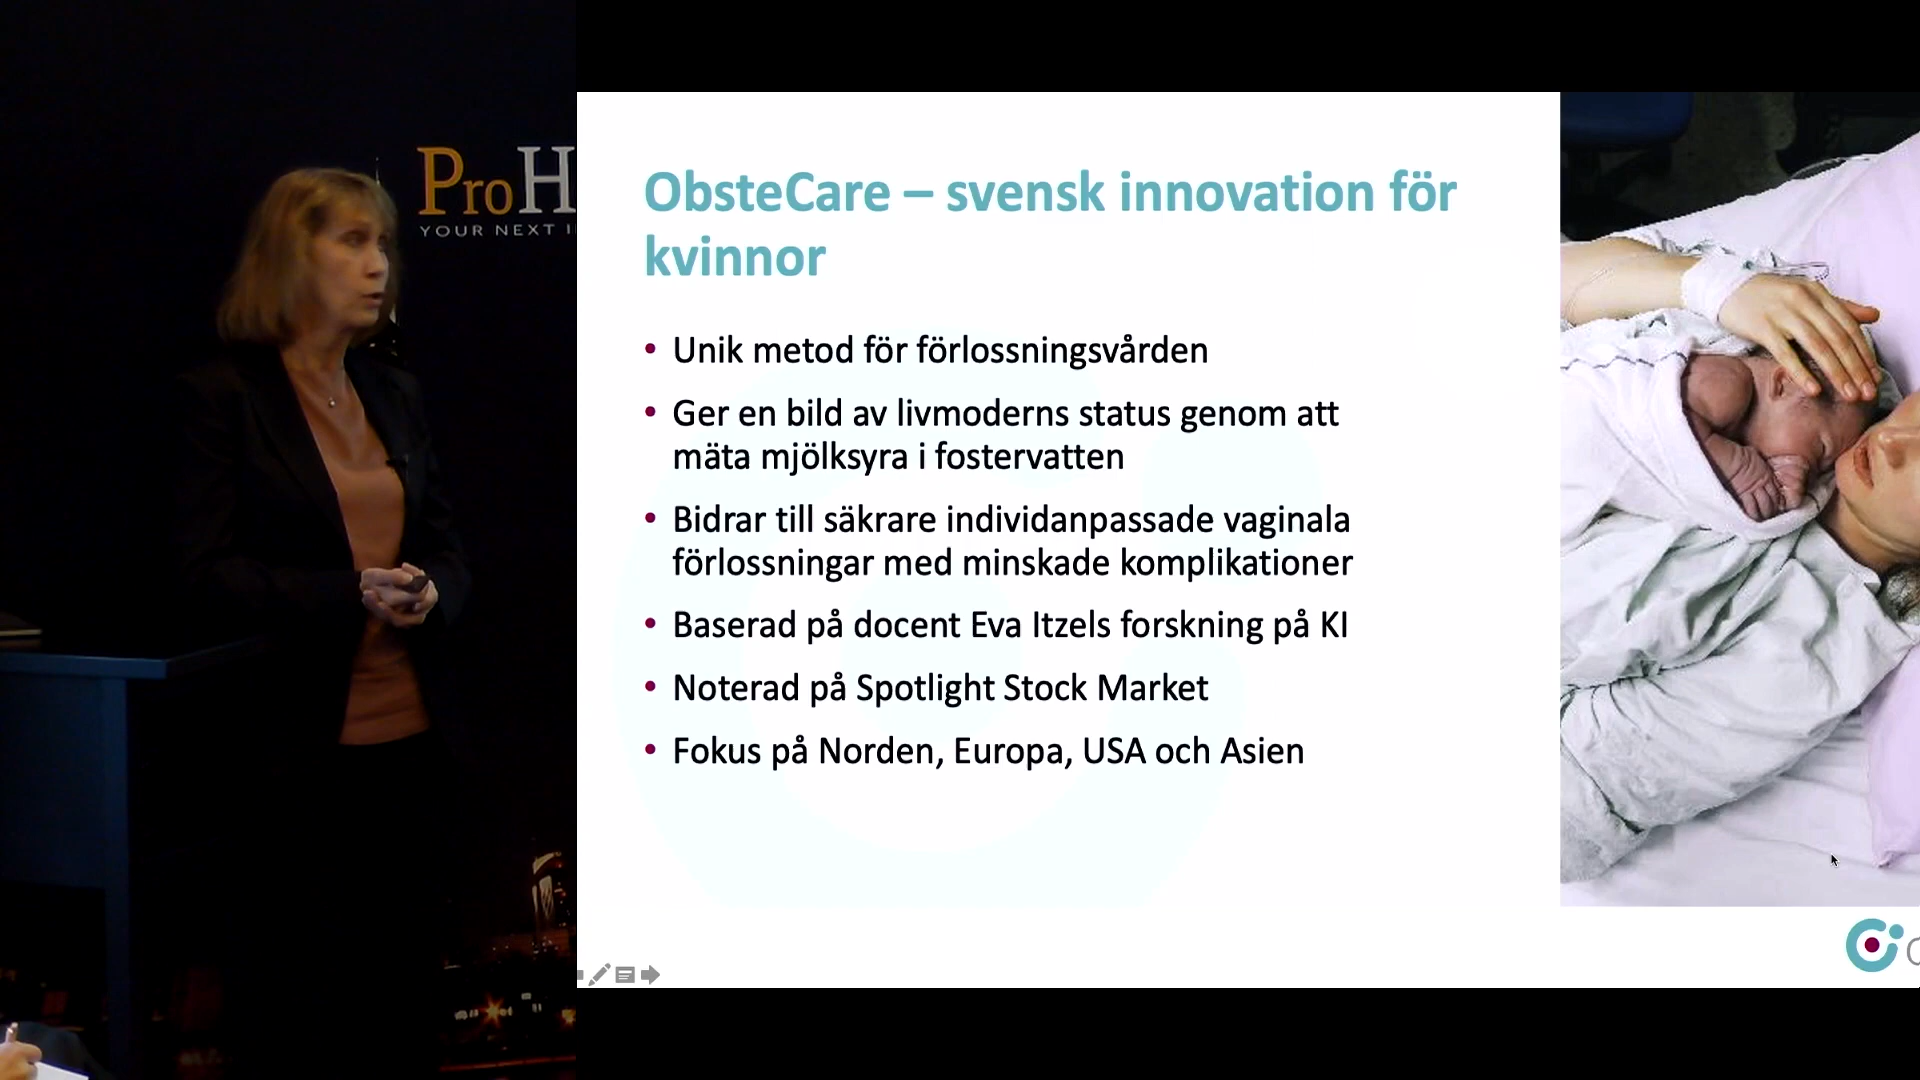 ProH
YOUR NEXT
ObsteCare – svensk innovation för
kvinnor
• Unik metod för förlossningsvården
• Ger en bild av livmoderns status genom att
mäta mjölksyra i fostervatten
• Bidrar till säkrare individanpassade vaginala
förlossningar med minskade komplikationer
• Baserad på docent Eva Itzels forskning på KI
• Noterad på Spotlight Stock Market
• Fokus på Norden, Europa, USA och Asien